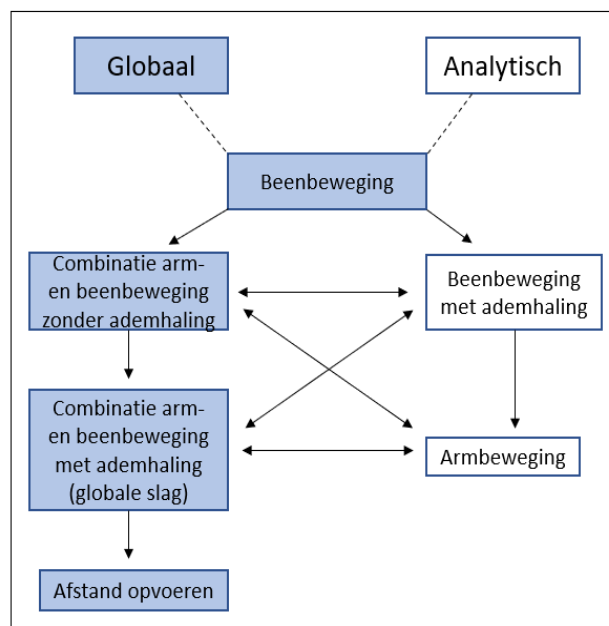 Globaal
Analytisch
Beenbeweging
Combinatie arm-
en beenbeweging
zonder ademhaling
Beenbeweging
met ademhaling
Combinatie arm-
en beenbeweging
met ademhaling
(globale slag)
Armbeweging
Afstand opvoeren